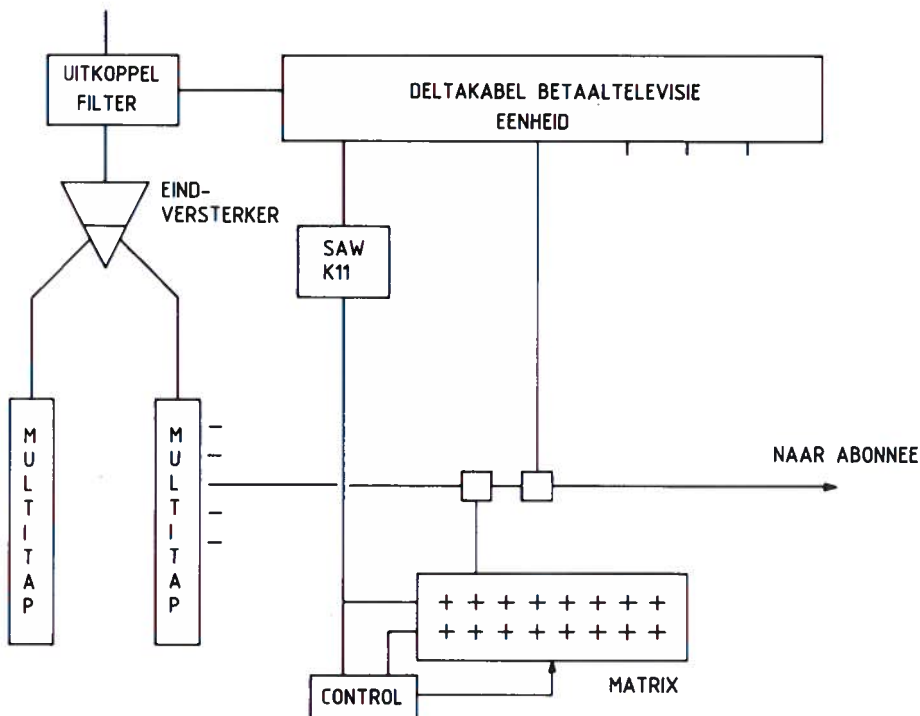 UITKOPPEL
FILTER
DELTAKABEL BETAALTELEVISIE
EENHEID
EIND-
VERSTERKER
SAW
K11
MULTITAP
MULTITAP
NAAR ABONNEE
+ + + + + + + +
+ + + + + + + +
CONTROL
MATRIX